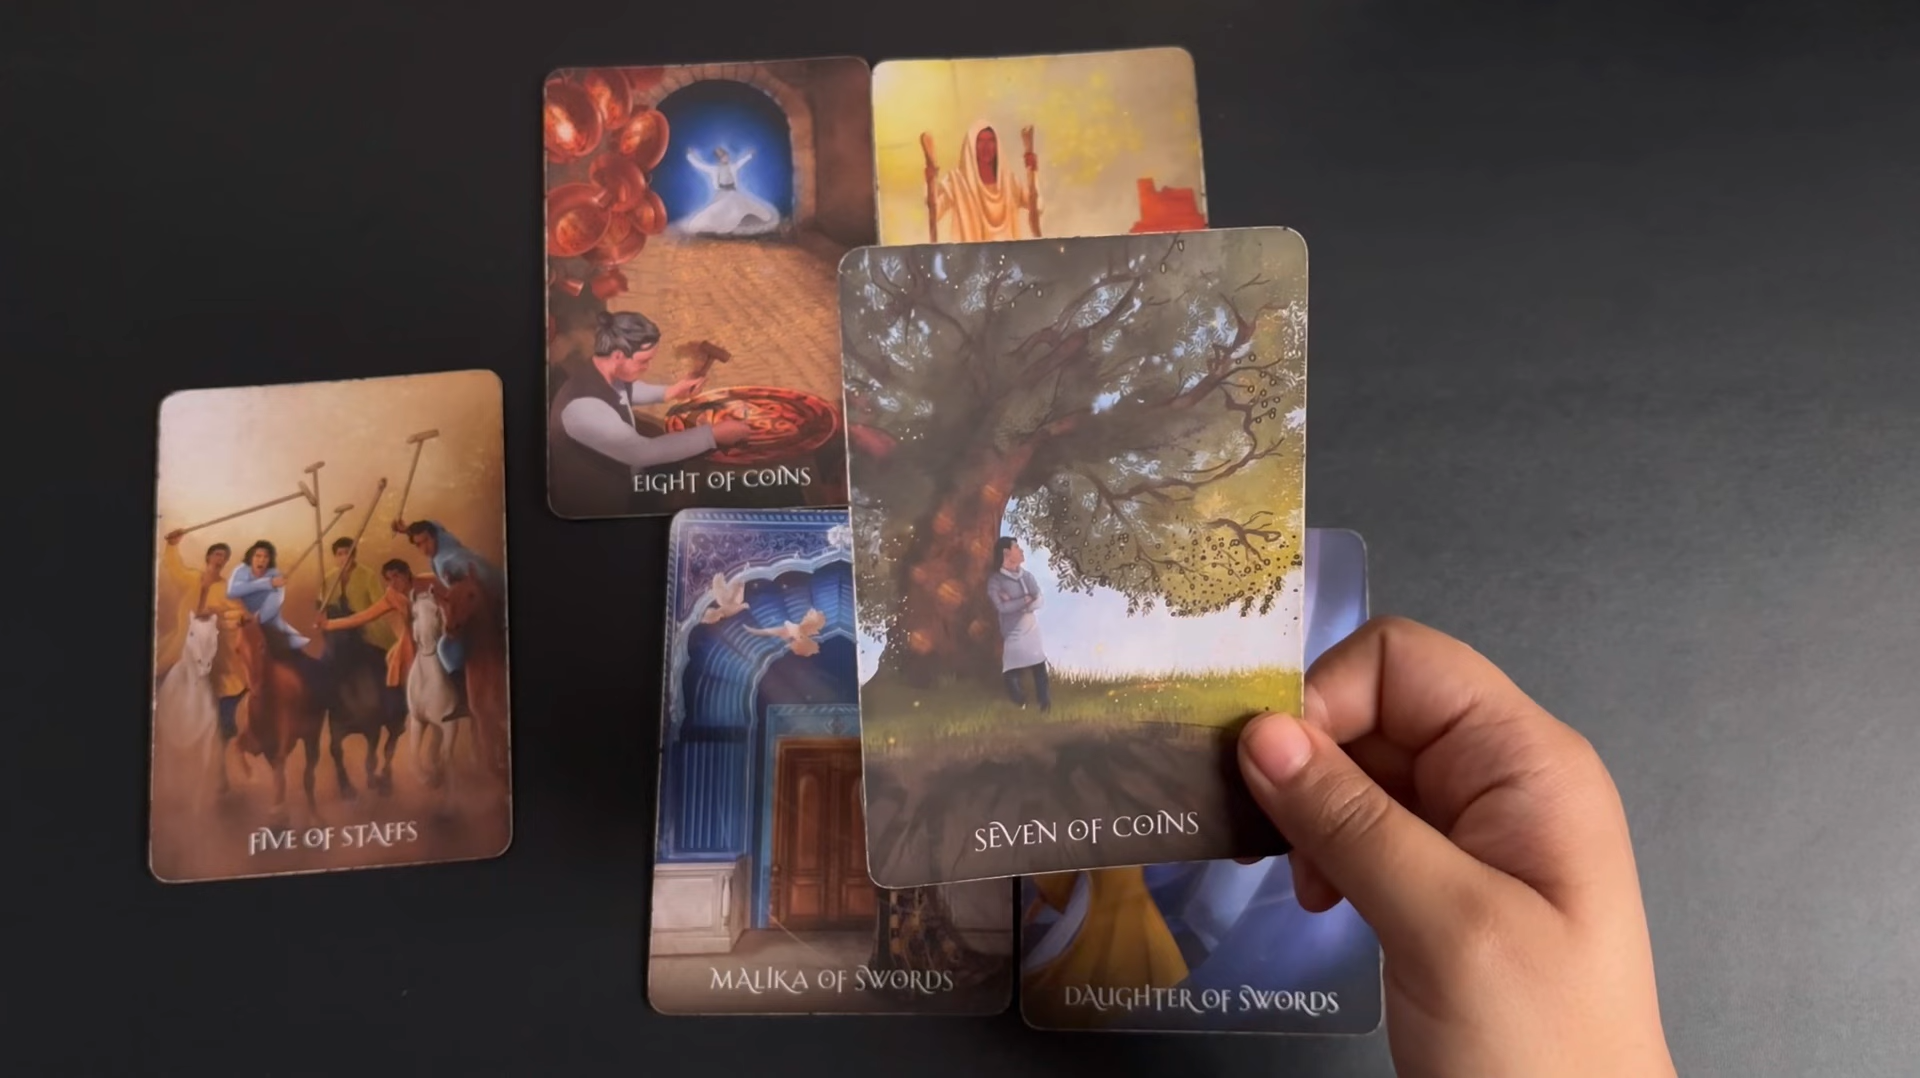 EIGHT OF COINS
FIVE OF STAFFS
SEVEN OF COINS
MALIKA OF SWORDS
DAUGHTER OF SWORDS